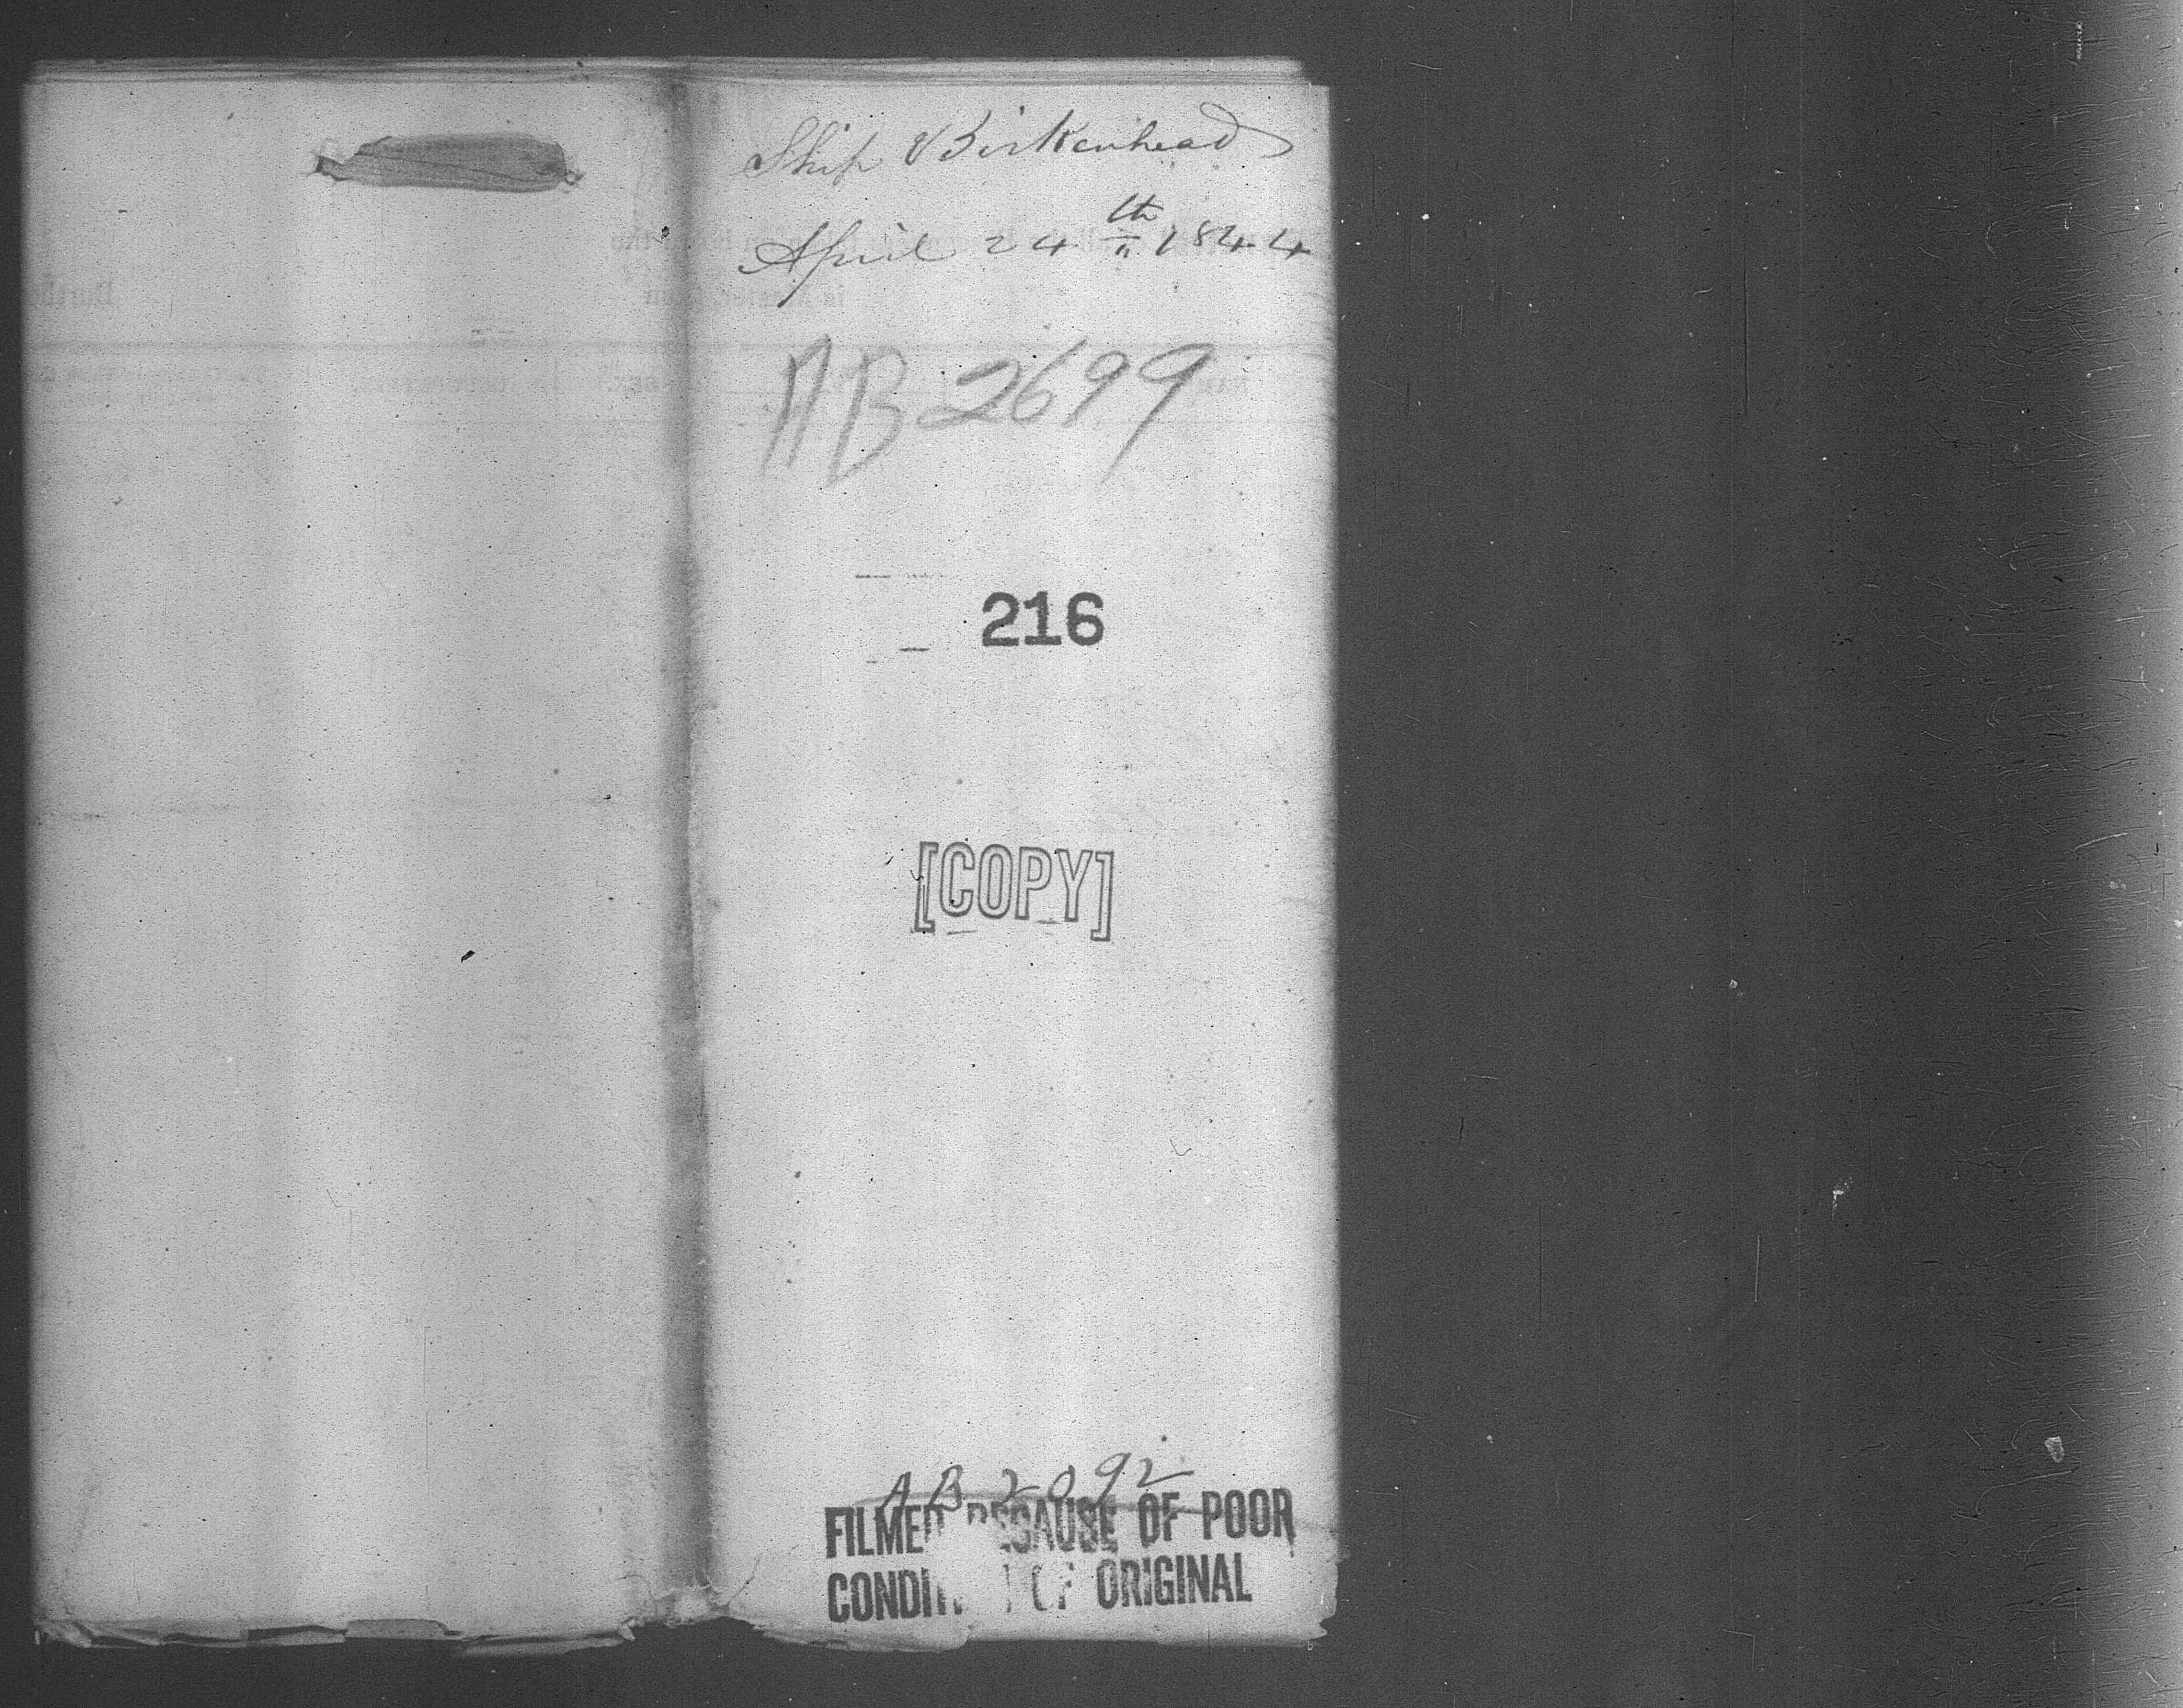 Ship Birkenhead
April 24th 1844
AB 2699
216
[COPY]
AB 2092
FILMED BECAUSE OF POOR
CONDITION OF ORIGINAL